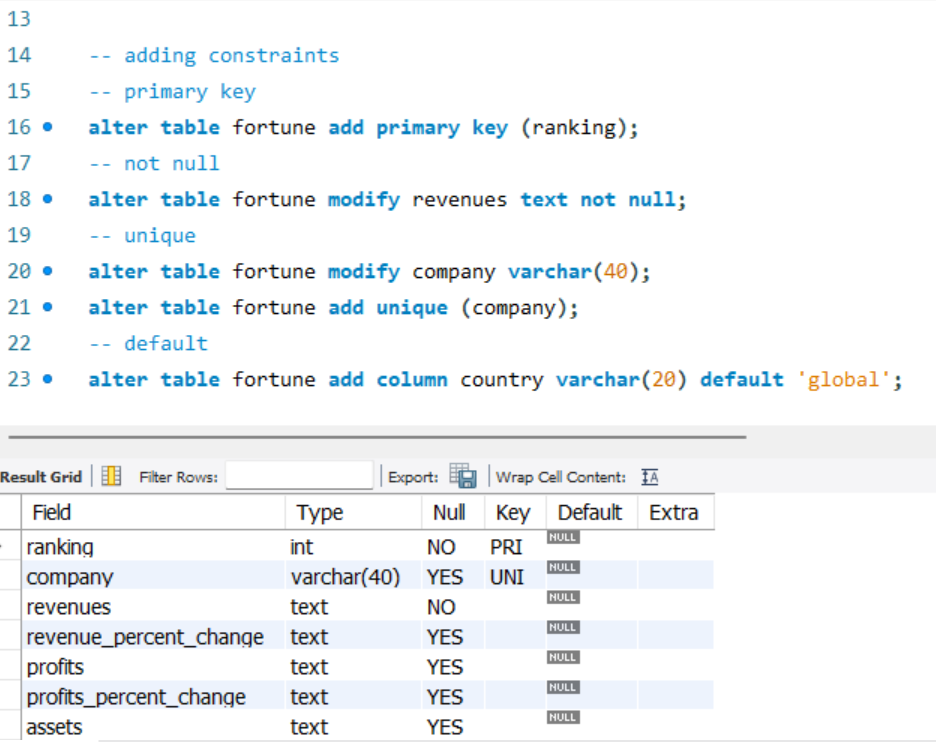 13
14 -- adding constraints
15 -- primary key
16 alter table fortune add primary key (ranking);
17 -- not null
18 alter table fortune modify revenues text not null;
19 -- unique
20 alter table fortune modify company varchar(40);
21 alter table fortune add unique (company);
22 -- default
23 alter table fortune add column country varchar(20) default 'global';
Result Grid Filter Rows: Export: Wrap Cell Content: IA
Field Type Null Key Default Extra
ranking int NO PRI NULL
company varchar(40) YES UNI NULL
revenues text NO NULL
revenue_percent_change text YES NULL
profits text YES NULL
profits_percent_change text YES NULL
assets text YES NULL